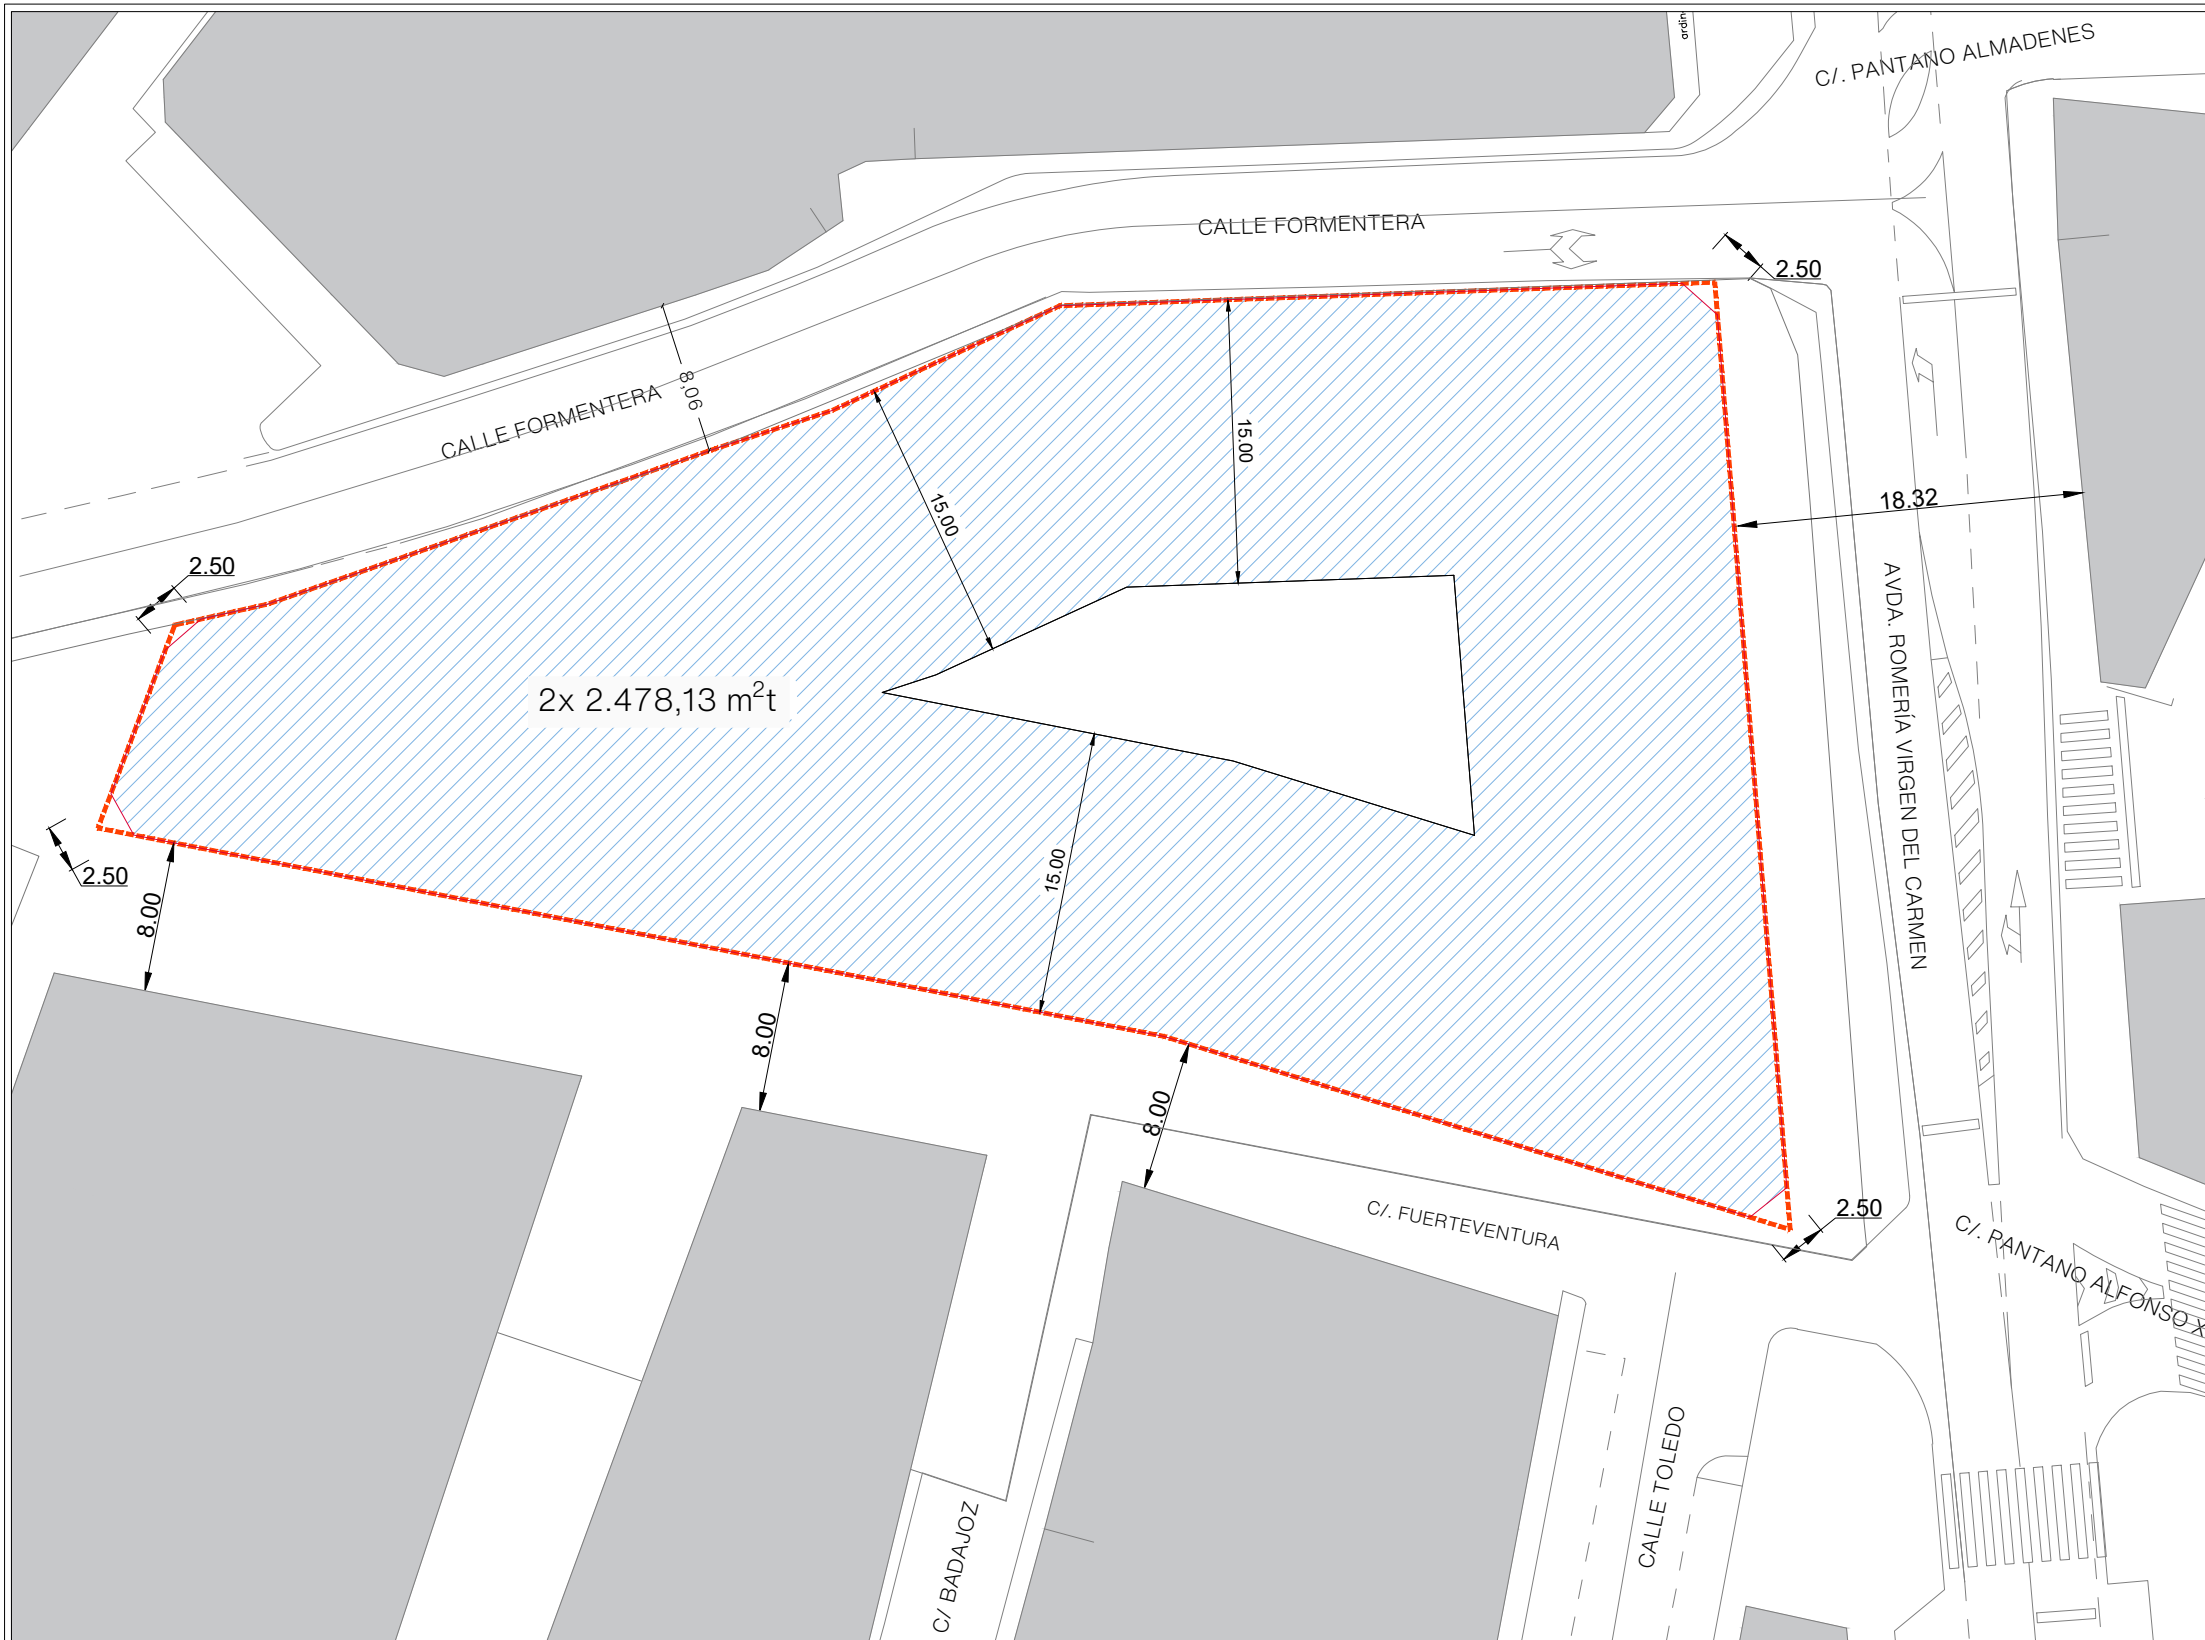 C/. PANTANO ALMADENES
CALLE FORMENTERA
2.50
CALLE FORMENTERA
8,06
15.00
15.00
18.32
2.50
AVDA. ROMERÍA VIRGEN DEL CARMEN
2x 2.478,13 m²t
15.00
2.50
8.00
8.00
8.00
C/. FUERTEVENTURA
2.50
C/. PANTANO ALFONSO X
CALLE TOLEDO
C/ BADAJOZ